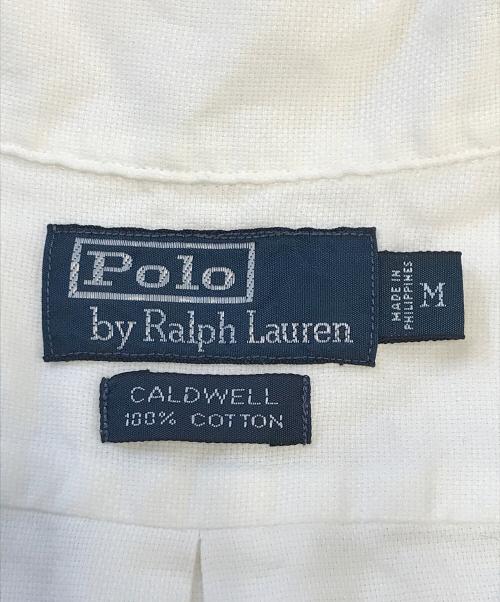 Polo
by Ralph Lauren
MADE IN
PHILIPPINES
M
CALDWELL
100% COTTON